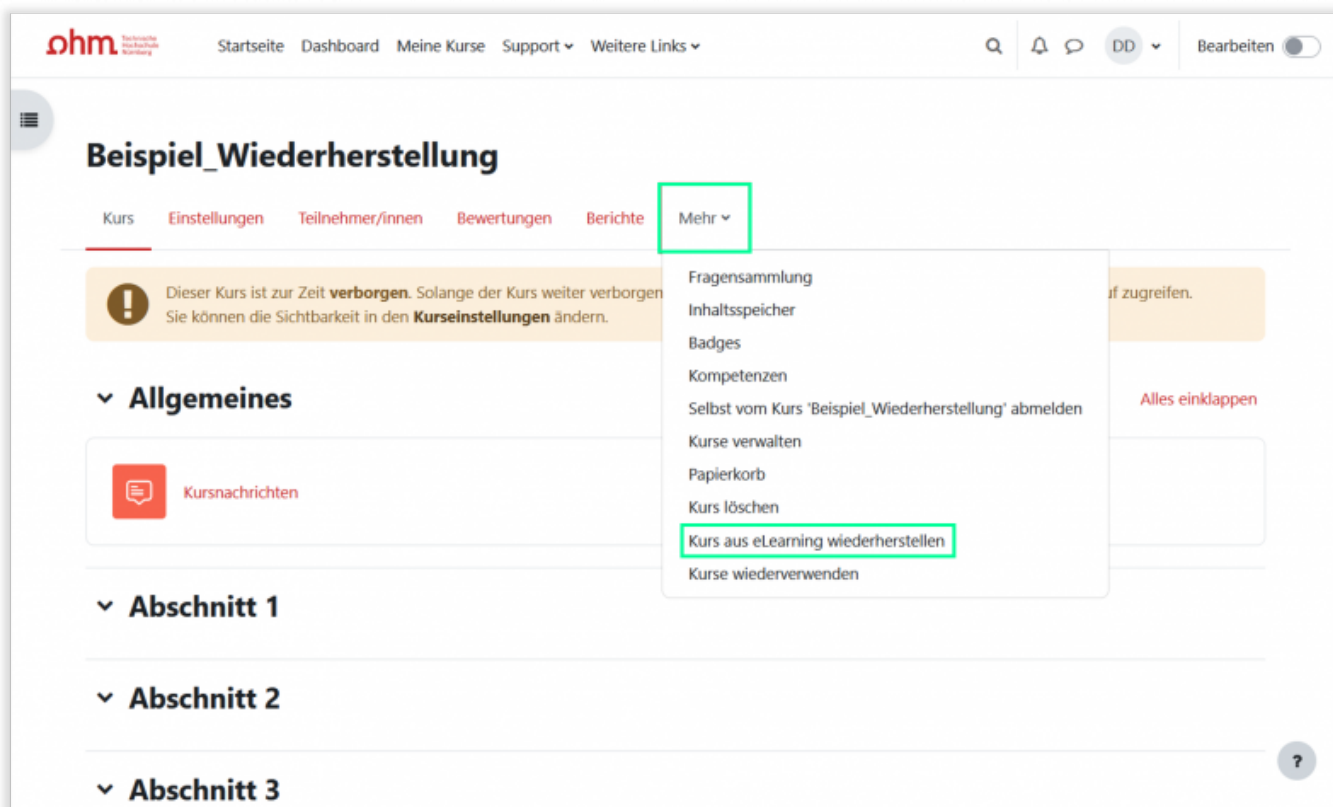 ohm Technische Hochschule Nürnberg
Startseite Dashboard Meine Kurse Support Weitere Links DD Bearbeiten
Beispiel_Wiederherstellung
Kurs Einstellungen Teilnehmer/innen Bewertungen Berichte Mehr
Dieser Kurs ist zur Zeit verborgen. Solange der Kurs weiter verborgen
f zugreifen.
Sie können die Sichtbarkeit in den Kurseinstellungen ändern.
Fragensammlung
Inhaltsspeicher
Badges
Kompetenzen
Selbst vom Kurs 'Beispiel_Wiederherstellung' abmelden
Kurse verwalten
Papierkorb
Kurs löschen
Kurs aus eLearning wiederherstellen
Kurse wiederverwenden
Allgemeines
Alles einklappen
Kursnachrichten
Abschnitt 1
Abschnitt 2
Abschnitt 3
?